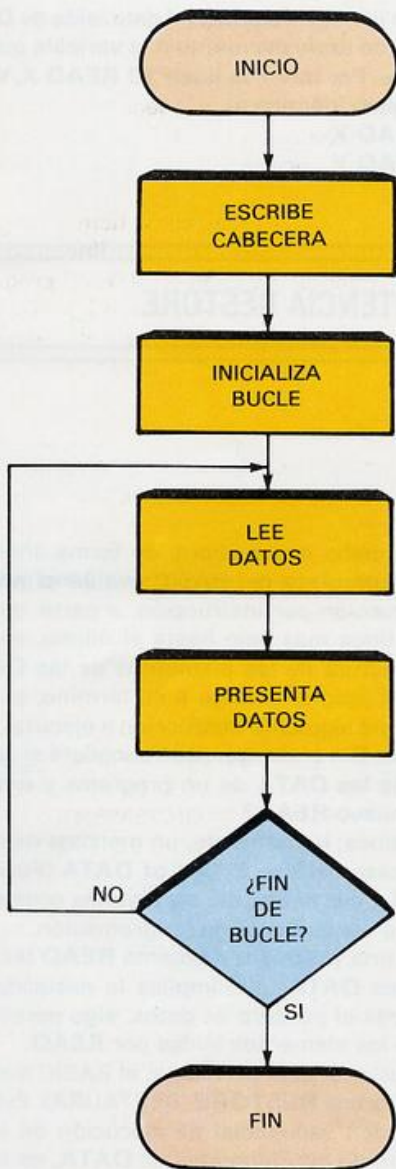 INICIO
ESCRIBE
CABECERA
INICIALIZA
BUCLE
LEE
DATOS
PRESENTA
DATOS
¿FIN
DE
BUCLE?
NO
SI
FIN